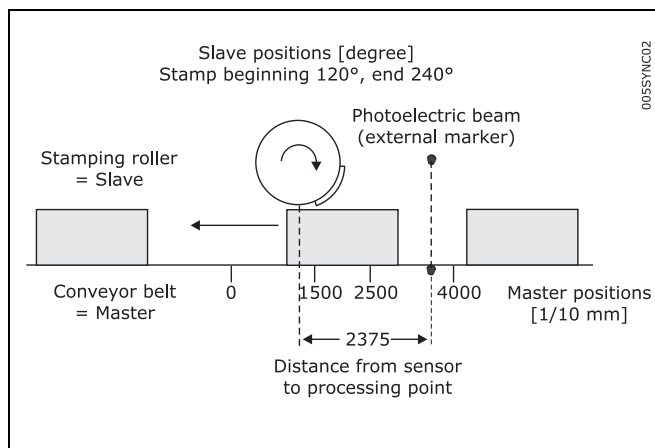 Slave positions [degree]
Stamp beginning 120°, end 240°
005SYNC02
Photoelectric beam
(external marker)
Stamping roller
= Slave
Conveyor belt
= Master
0
1500
2500
4000
Master positions
[1/10 mm]
2375
Distance from sensor
to processing point